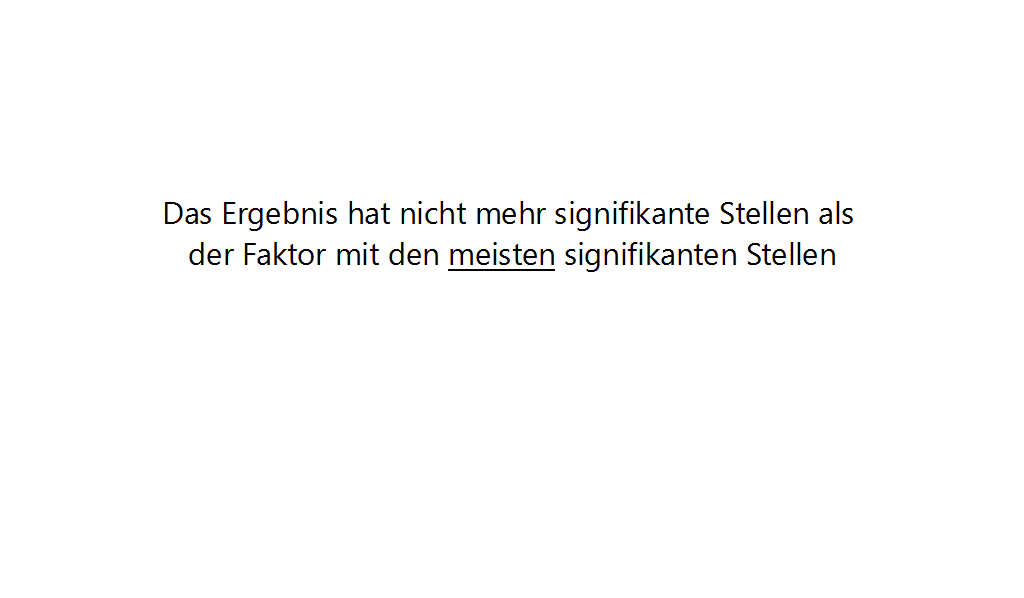 Das Ergebnis hat nicht mehr signifikante Stellen als
der Faktor mit den meisten signifikanten Stellen